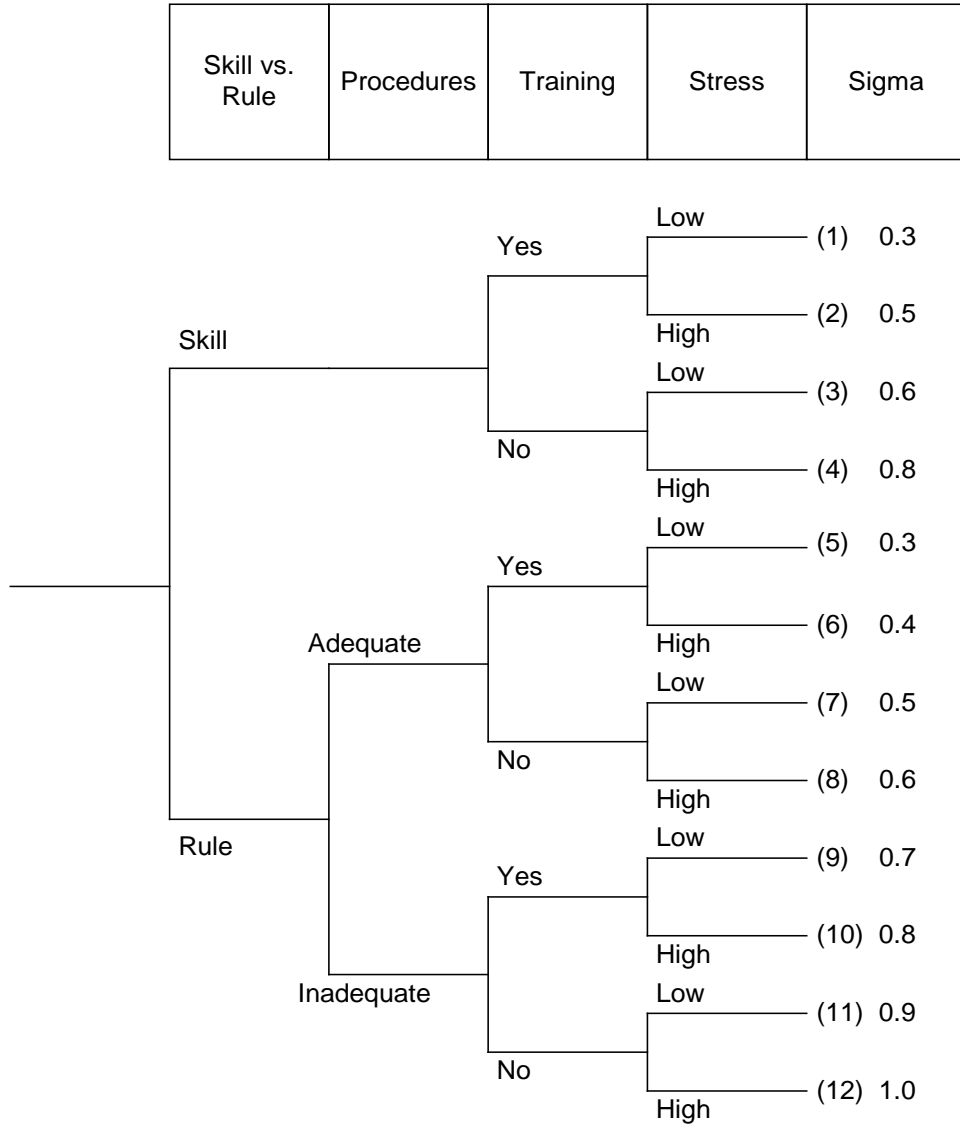 Skill vs.
Rule
Procedures
Training
Stress
Sigma
Low
Yes
(1) 0.3
(2) 0.5
High
Skill
Low
(3) 0.6
No
(4) 0.8
High
Low
Yes
(5) 0.3
(6) 0.4
High
Adequate
Low
(7) 0.5
No
(8) 0.6
High
Rule
Low
Yes
(9) 0.7
(10) 0.8
High
Inadequate
Low
(11) 0.9
No
(12) 1.0
High